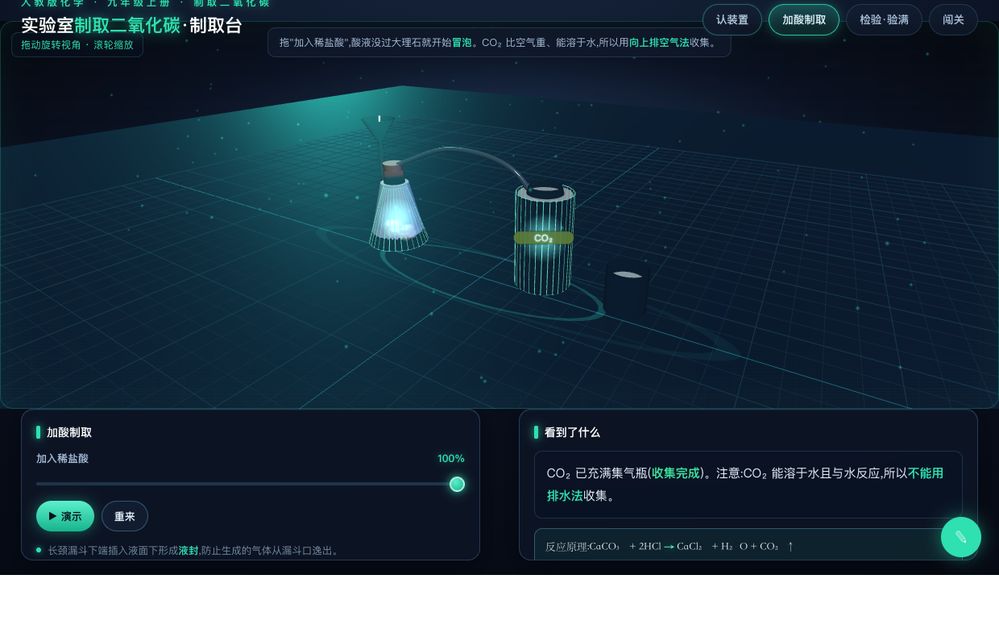 人教版化学 · 九年级上册 · 制取二氧化碳
实验室制取二氧化碳·制取台
认装置
加酸制取
检验·验满
闯关
拖动旋转视角 · 滚轮缩放
拖"加入稀盐酸",酸液没过大理石就开始冒泡。CO₂ 比空气重、能溶于水,所以用向上排空气法收集。
CO₂
加酸制取
加入稀盐酸
100%
▶ 演示
重来
长颈漏斗下端插入液面下形成液封,防止生成的气体从漏斗口逸出。
看到了什么
CO₂ 已充满集气瓶(收集完成)。注意:CO₂ 能溶于水且与水反应,所以不能用
排水法收集。
反应原理:CaCO₃ + 2HCl → CaCl₂ + H₂ O + CO₂ ↑